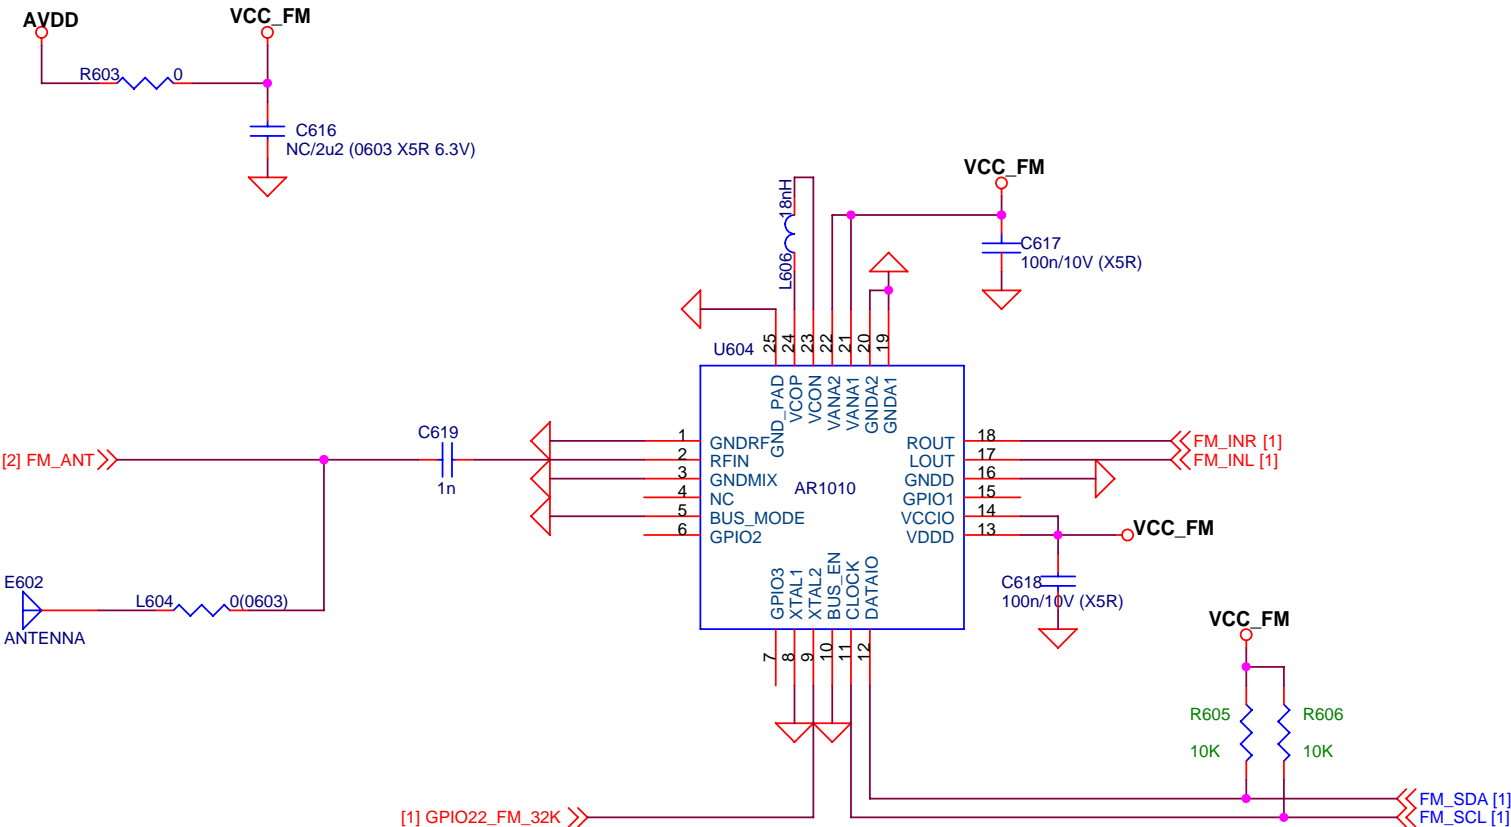 AVDD
VCC_FM
R603
0
C616
NC/2u2 (0603 X5R 6.3V)
VCC_FM
18nH
L606
C617
100n/10V (X5R)
U604
25
24
23
22
21
20
19
GND_PAD
VCOP
VCON
VANA2
VANA1
GNDA2
GNDA1
C619
1n
[2] FM_ANT
1
2
3
4
5
6
GNDRF
RFIN
GNDMIX
NC
BUS_MODE
GPIO2
AR1010
ROUT
LOUT
GNDD
GPIO1
VCCIO
VDDD
18
17
16
15
14
13
FM_INR [1]
FM_INL [1]
VCC_FM
C618
100n/10V (X5R)
E602
ANTENNA
L604
0(0603)
GPIO3
XTAL1
XTAL2
BUS_EN
CLOCK
DATAIO
7
8
9
10
11
12
VCC_FM
R605
10K
R606
10K
FM_SDA [1]
FM_SCL [1]
[1] GPIO22_FM_32K